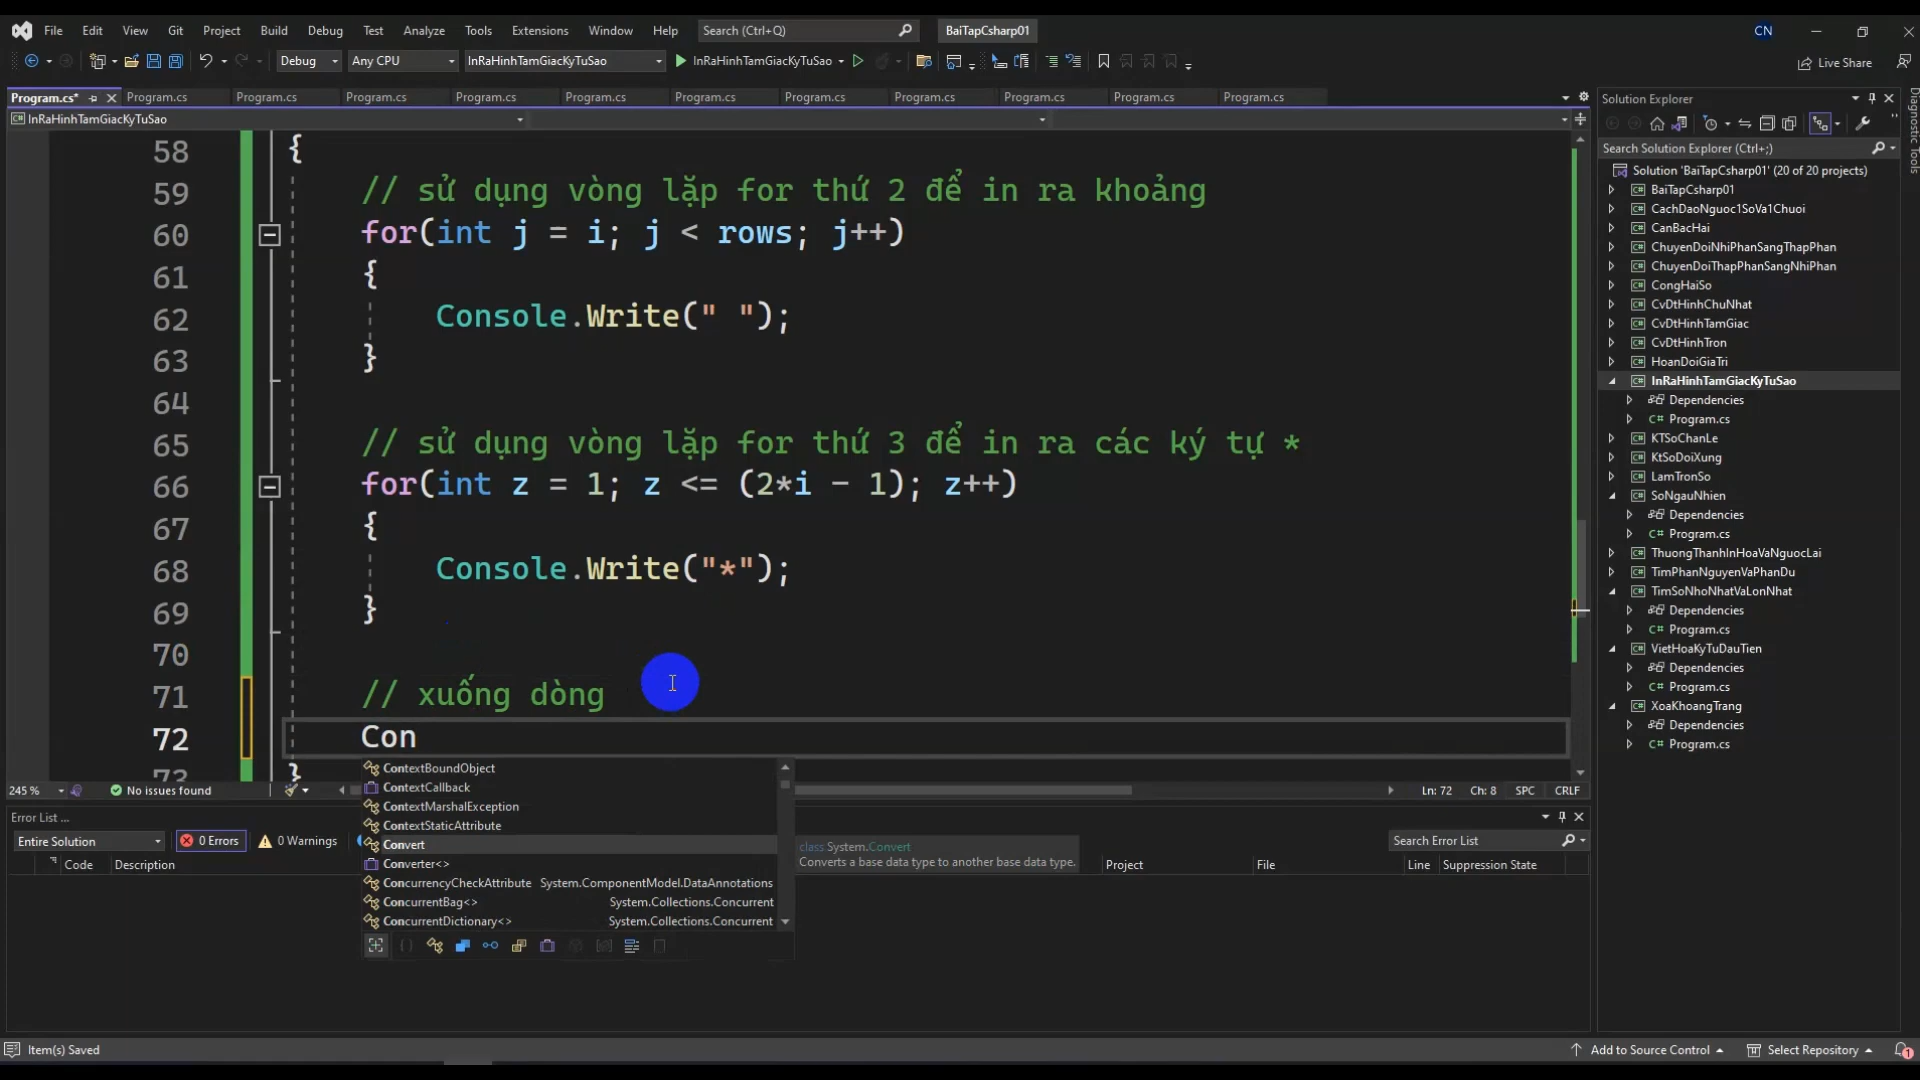 File Edit View Git Project Build Debug Test Analyze Tools Extensions Window Help Search (Ctrl+Q) BaiTapCsharp01 CN
Debug Any CPU InRaHinhTamGiacKyTuSao InRaHinhTamGiacKyTuSao Live Share
Program.cs* Program.cs Program.cs Program.cs Program.cs Program.cs Program.cs Program.cs Program.cs Program.cs Program.cs Program.cs
InRaHinhTamGiacKyTuSao
58 {
59 // sử dụng vòng lặp for thứ 2 để in ra khoảng
60 for(int j = i; j < rows; j++)
61 {
62 Console.Write(" ");
63 }
64
65 // sử dụng vòng lặp for thứ 3 để in ra các ký tự *
66 for(int z = 1; z <= (2*i - 1); z++)
67 {
68 Console.Write("*");
69 }
70
71 // xuống dòng
72 Con
73 }
ContextBoundObject
ContextCallback
ContextMarshalException
ContextStaticAttribute
Convert
Converter<>
ConcurrencyCheckAttribute System.ComponentModel.DataAnnotations
ConcurrentBag<> System.Collections.Concurrent
ConcurrentDictionary<> System.Collections.Concurrent
class System.Convert
Converts a base data type to another base data type.
245 % No issues found Ln: 72 Ch: 8 SPC CRLF
Error List ...
Entire Solution 0 Errors 0 Warnings Search Error List
Code Description Project File Line Suppression State
Item(s) Saved Add to Source Control Select Repository 1
Solution Explorer
Search Solution Explorer (Ctrl+;)
Solution 'BaiTapCsharp01' (20 of 20 projects)
BaiTapCsharp01
CachDaoNguoc1SoVa1Chuoi
CanBacHai
ChuyenDoiNhiPhanSangThapPhan
ChuyenDoiThapPhanSangNhiPhan
CongHaiSo
CvDtHinhChuNhat
CvDtHinhTamGiac
CvDtHinhTron
HoanDoiGiaTri
InRaHinhTamGiacKyTuSao
Dependencies
C# Program.cs
KTSoChanLe
KtSoDoiXung
LamTronSo
SoNgauNhien
Dependencies
C# Program.cs
ThuongThanhInHoaVaNguocLai
TimPhanNguyenVaPhanDu
TimSoNhoNhatVaLonNhat
Dependencies
C# Program.cs
VietHoaKyTuDauTien
Dependencies
C# Program.cs
XoaKhoangTrang
Dependencies
C# Program.cs
Diagnostic Tools